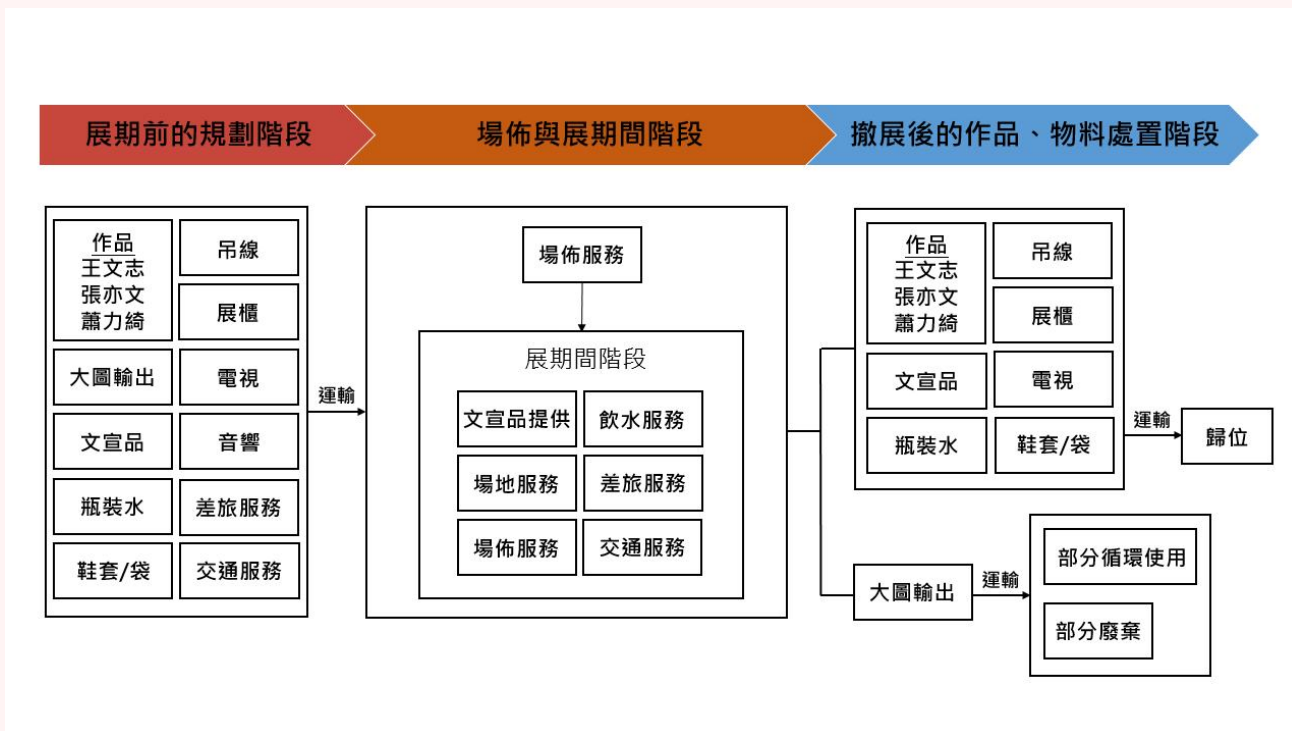 展期前的規劃階段
場佈與展期間階段
撤展後的作品、物料處置階段
作品
王文志
張亦文
蕭力綺
吊線
展櫃
大圖輸出
電視
文宣品
音響
瓶裝水
差旅服務
鞋套/袋
交通服務
運輸
場佈服務
展期間階段
文宣品提供
飲水服務
場地服務
差旅服務
場佈服務
交通服務
作品
王文志
張亦文
蕭力綺
吊線
展櫃
文宣品
電視
瓶裝水
鞋套/袋
運輸
歸位
大圖輸出
運輸
部分循環使用
部分廢棄